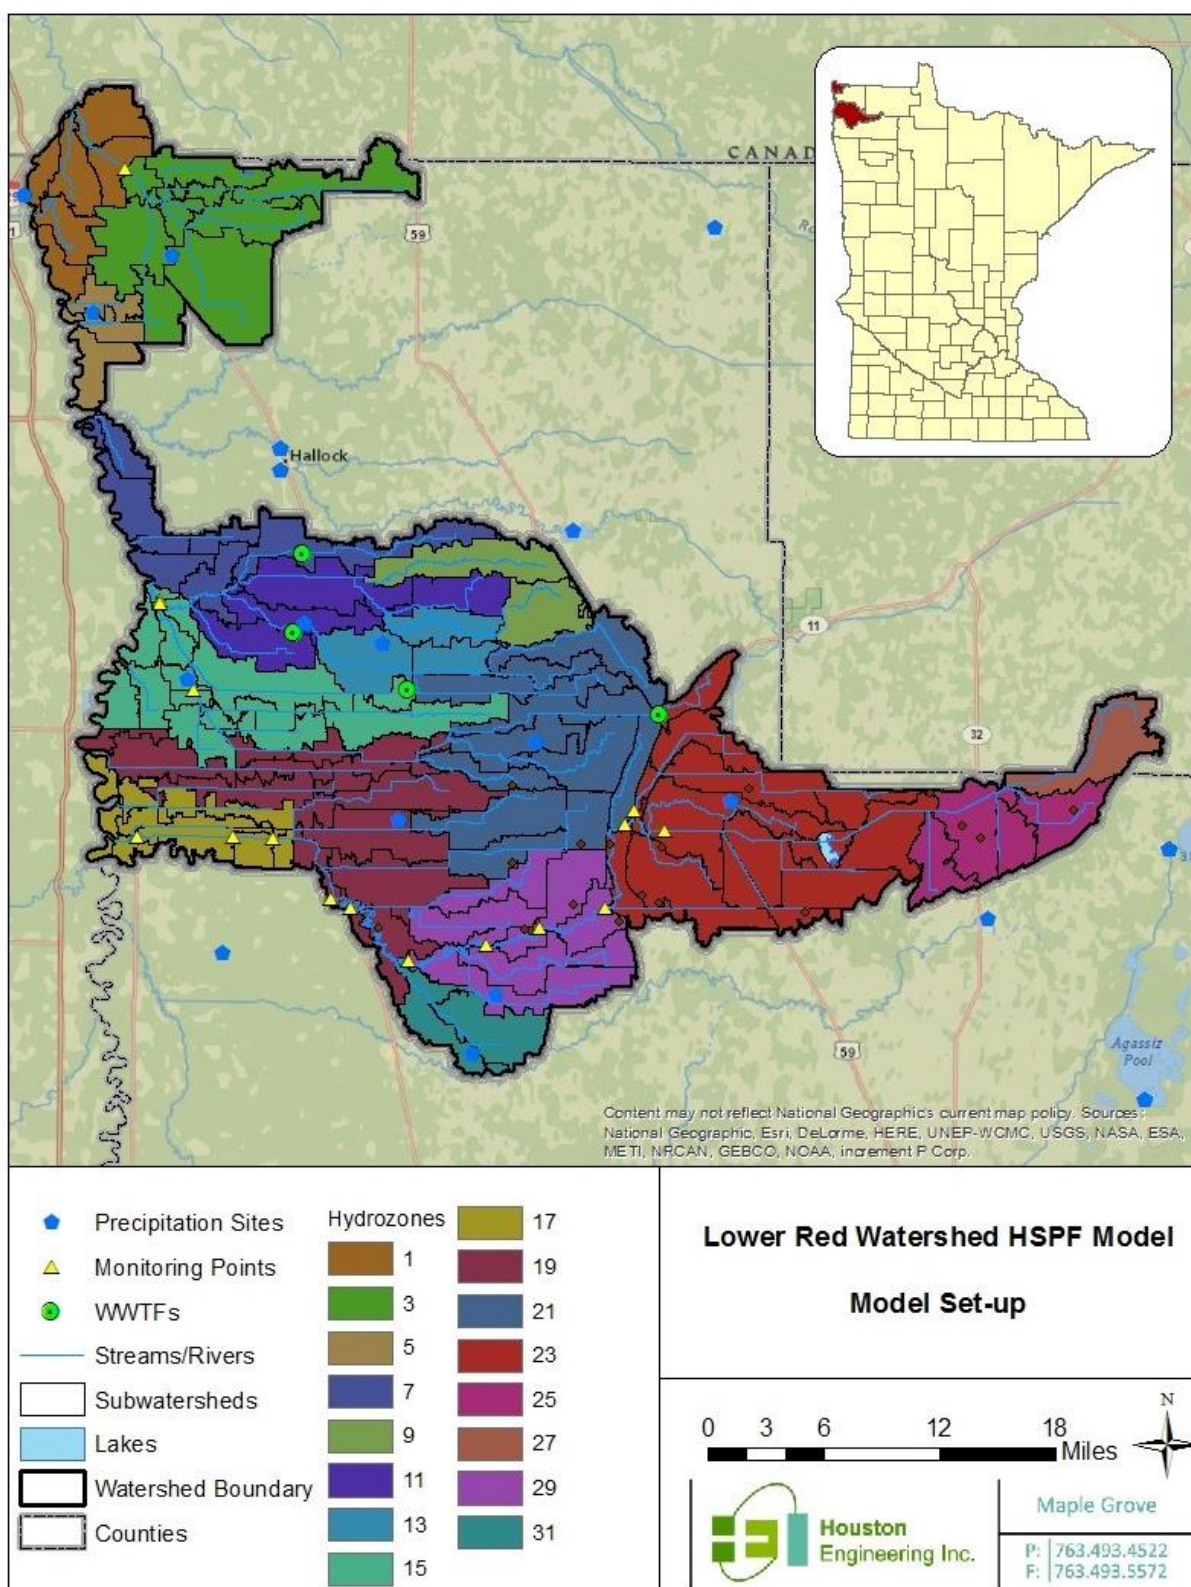 CANAD
59
Hallock
11
32
59
Agassiz
Pool
Content may not reflect National Geographic's current map policy. Sources:
National Geographic, Esri, DeLorme, HERE, UNEP-WCMC, USGS, NASA, ESA,
METI, NRCAN, GEBCO, NOAA, increment P Corp.
Precipitation Sites
Monitoring Points
WWTFs
Streams/Rivers
Subwatersheds
Lakes
Watershed Boundary
Counties
Hydrozones
1
3
5
7
9
11
13
15
17
19
21
23
25
27
29
31
Lower Red Watershed HSPF Model
Model Set-up
0 3 6 12 18
Miles
N
Houston
Engineering Inc.
Maple Grove
P: 763.493.4522
F: 763.493.5572